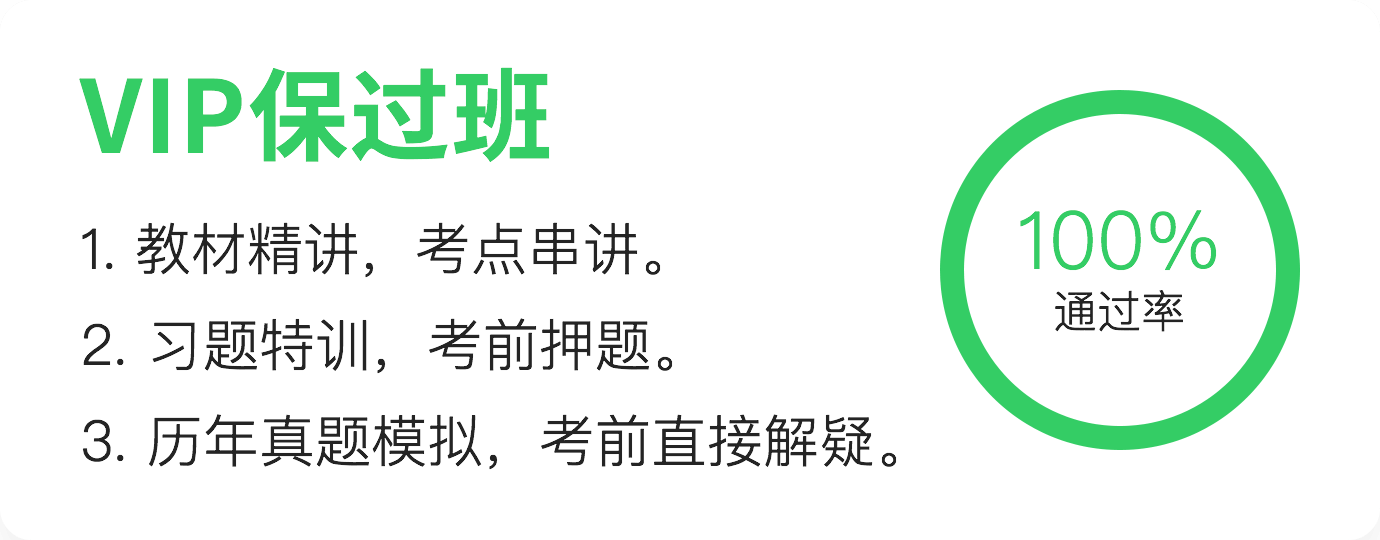 VIP保过班
1. 教材精讲，考点串讲。
2. 习题特训，考前押题。
3. 历年真题模拟，考前直接解疑。
100%
通过率